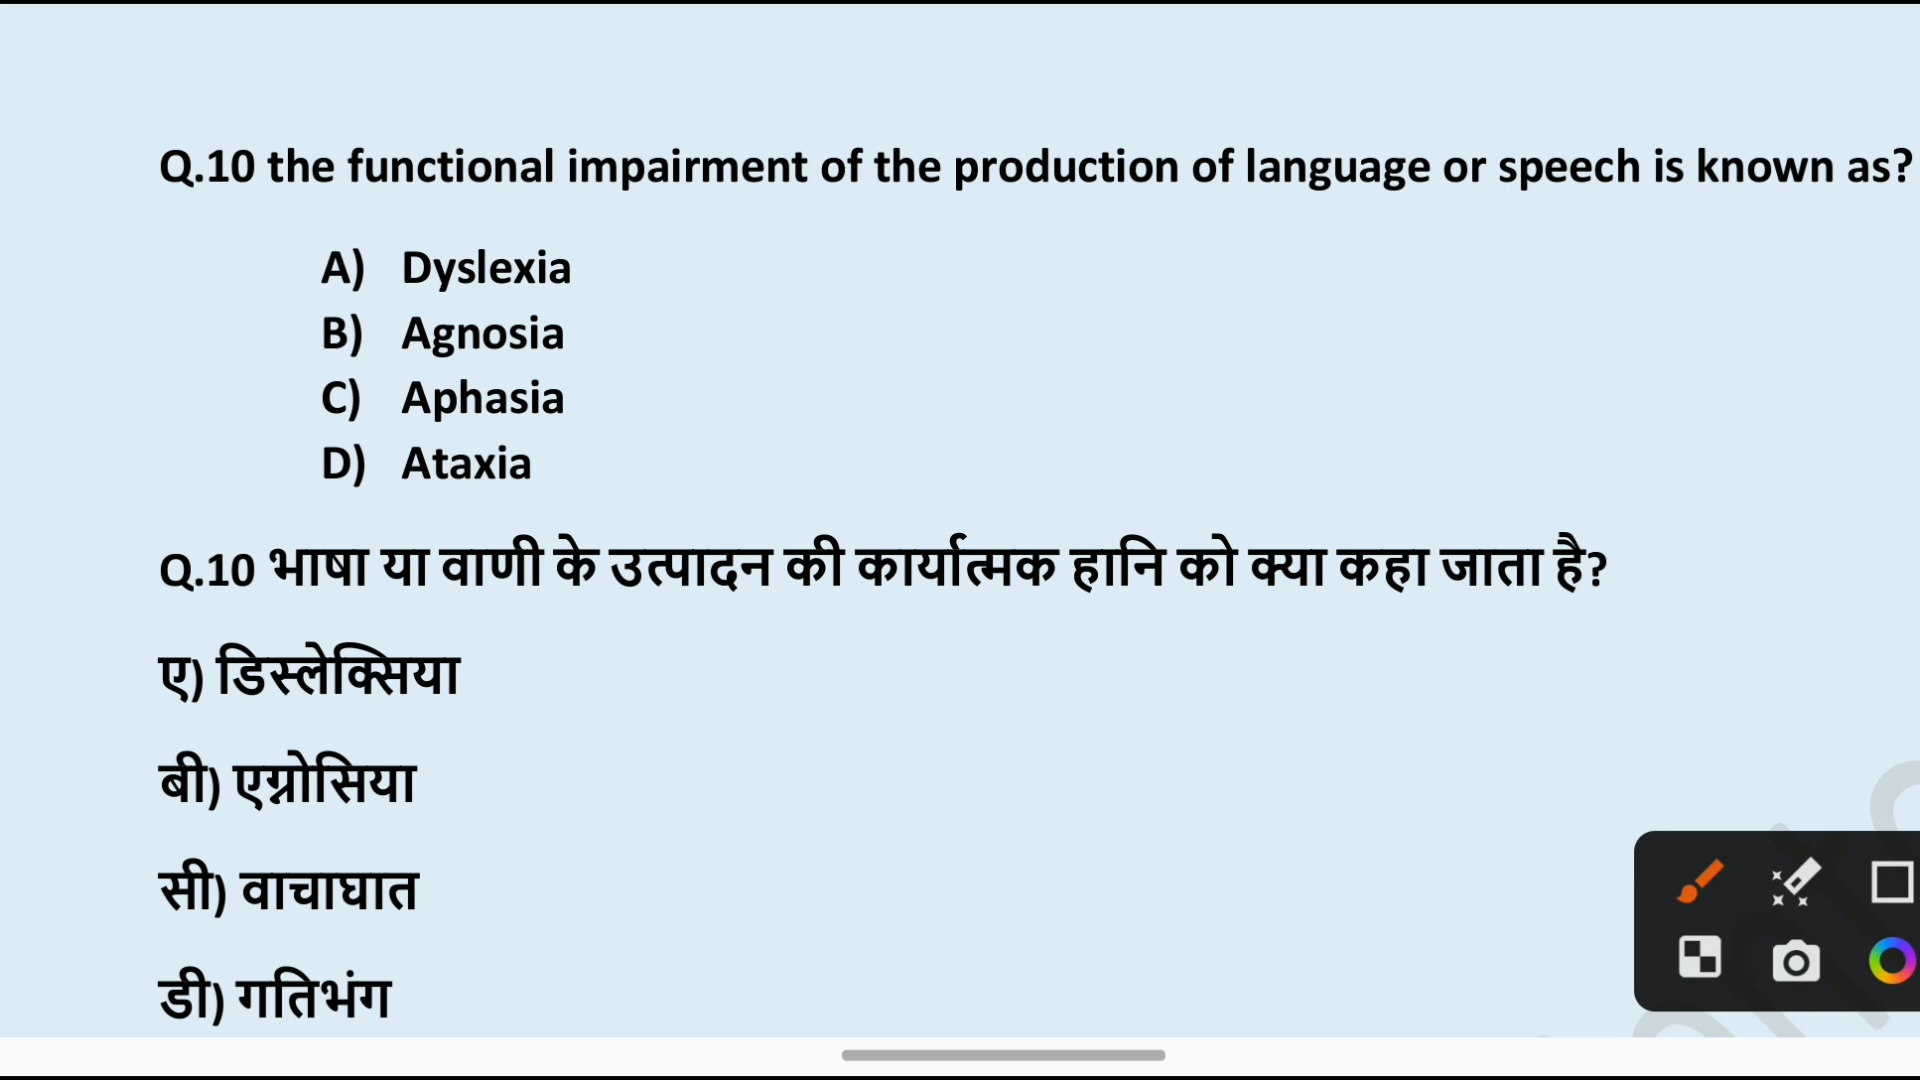 Q.10 the functional impairment of the production of language or speech is known as?
A) Dyslexia
B) Agnosia
C) Aphasia
D) Ataxia
Q.10 भाषा या वाणी के उत्पादन की कार्यात्मक हानि को क्या कहा जाता है?
ए) डिस्लेक्सिया
बी) एग्नोसिया
सी) वाचाघात
डी) गतिभंग